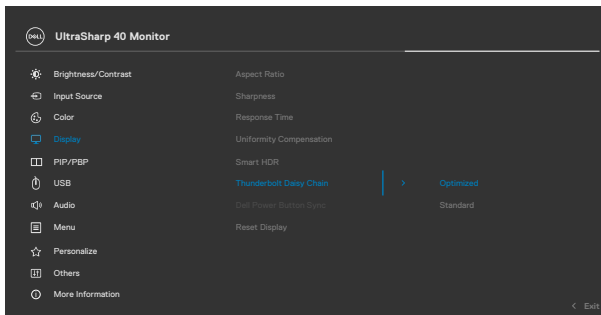 DELL UltraSharp 40 Monitor
Brightness/Contrast Aspect Ratio
Input Source Sharpness
Color Response Time
Display Uniformity Compensation
PIP/PBP Smart HDR
USB Thunderbolt Daisy Chain > Optimized
Audio Dell Power Button Sync Standard
Menu Reset Display
Personalize
Others
More Information
< Exit